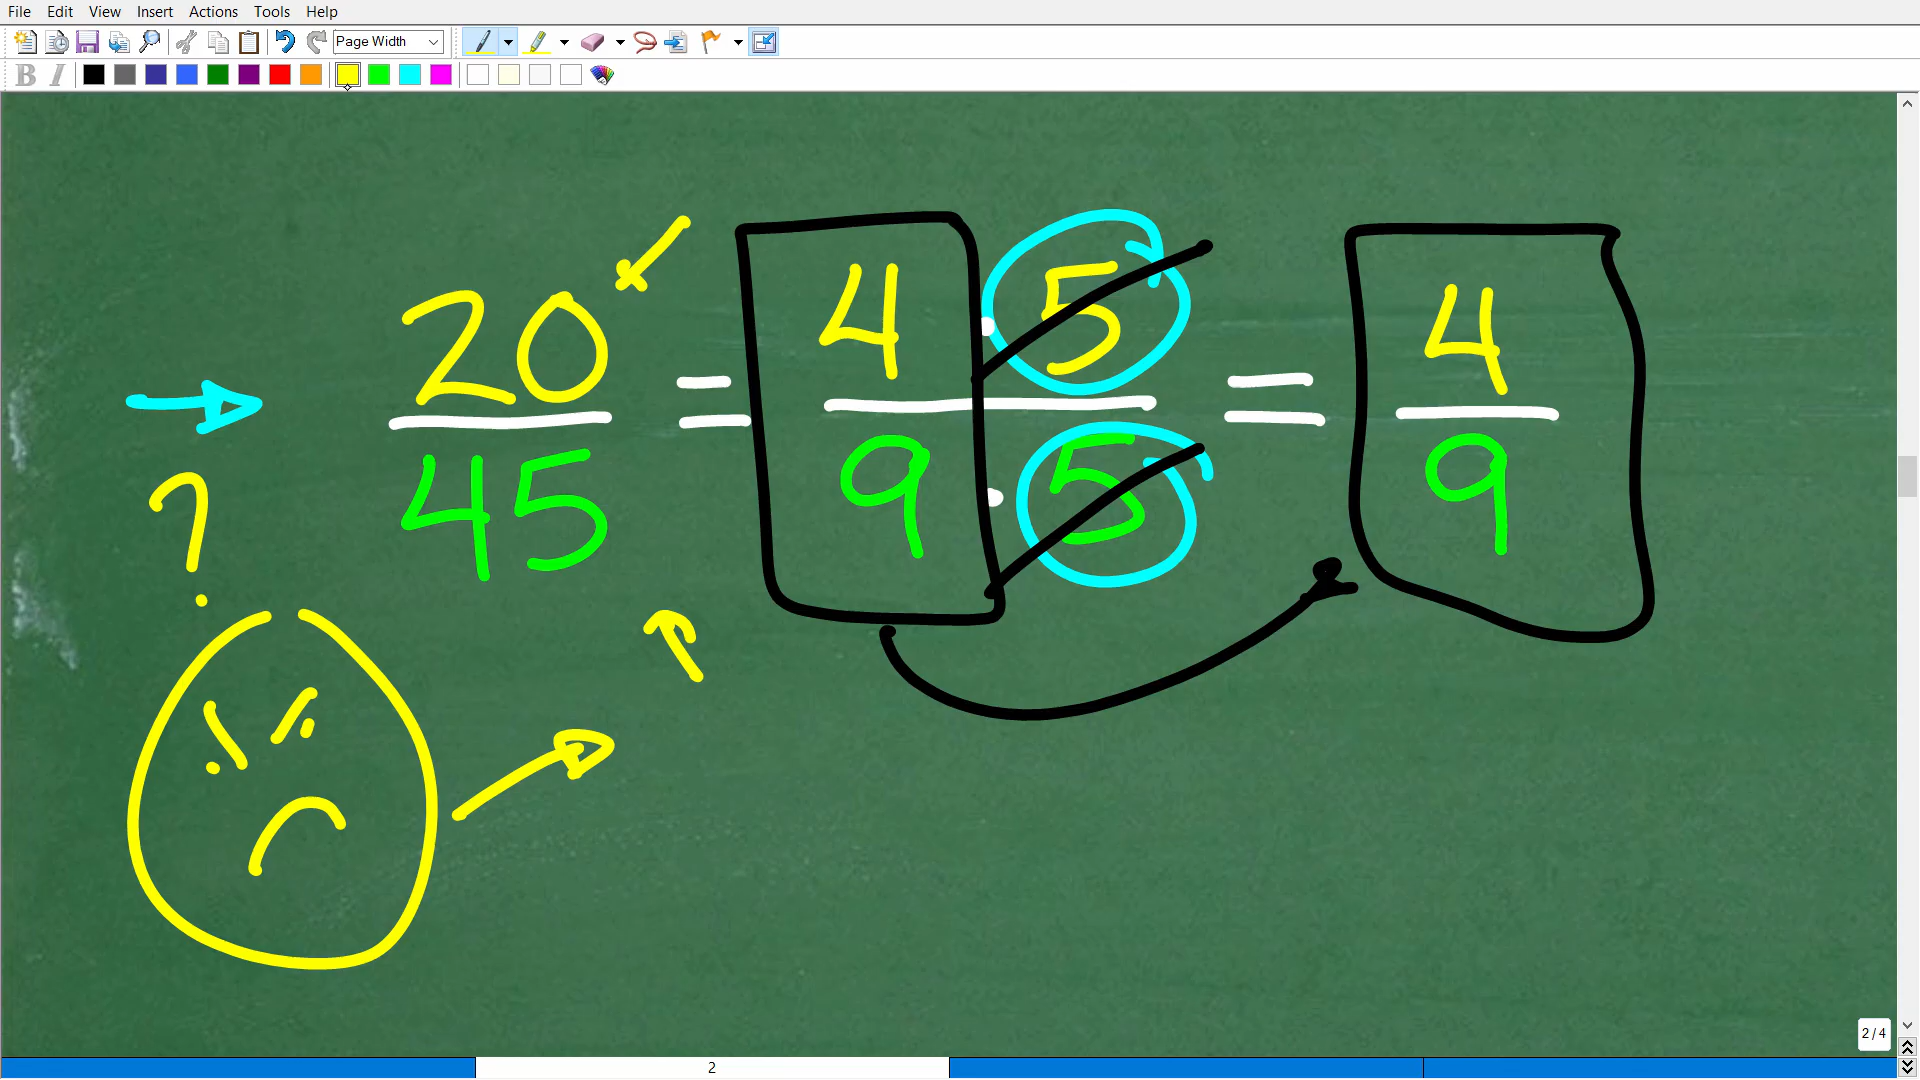 File Edit View Insert Actions Tools Help
Page Width
B I
20/45 = 4 · 5/9 · 5 = 4/9
?
2 / 4
2